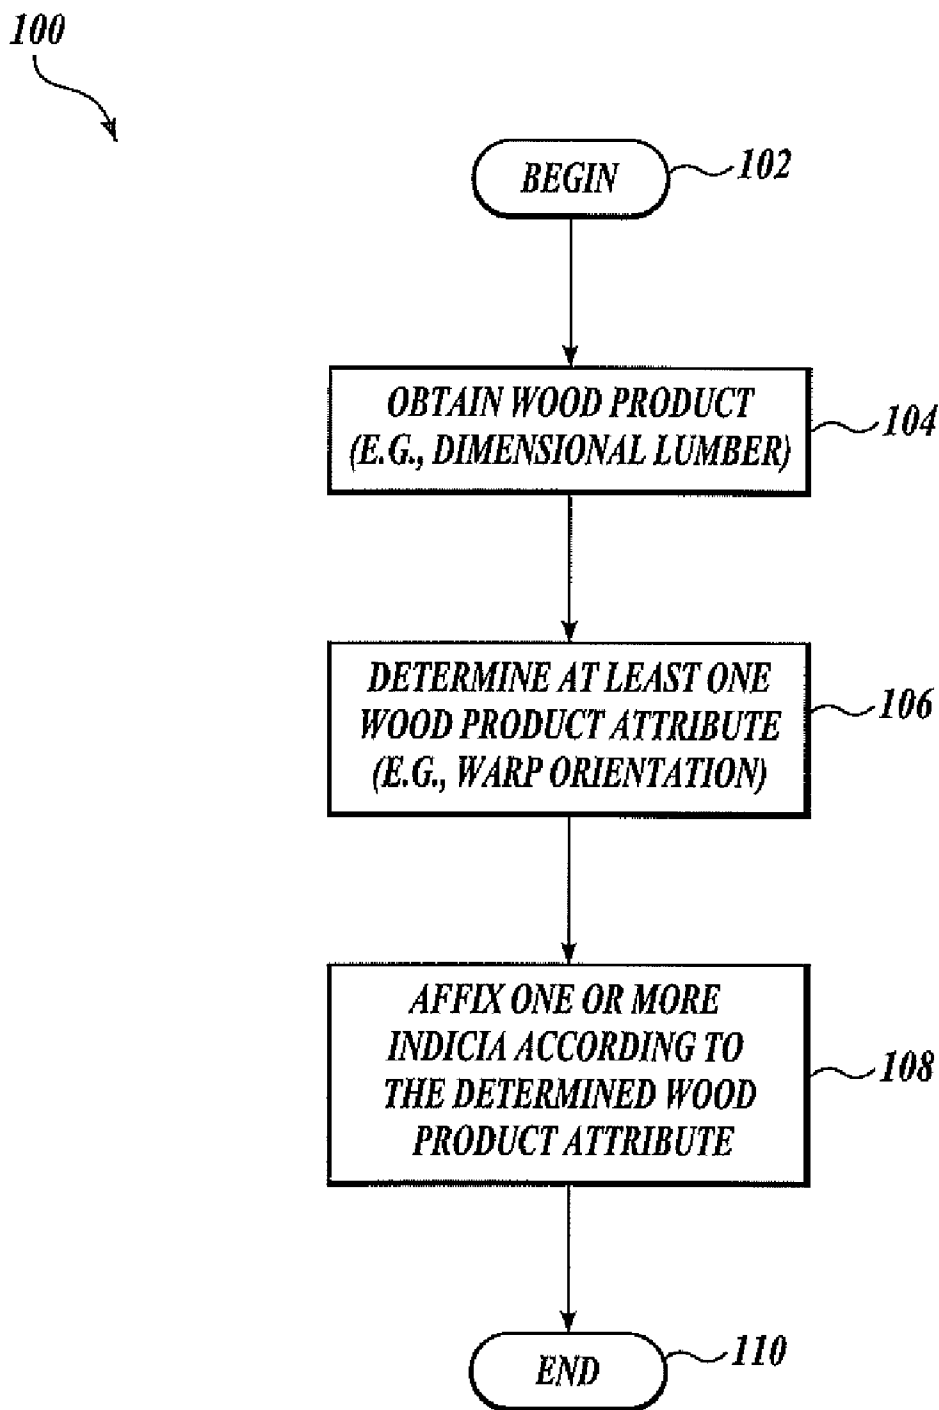 100
BEGIN
102
OBTAIN WOOD PRODUCT
(E.G., DIMENSIONAL LUMBER)
104
DETERMINE AT LEAST ONE
WOOD PRODUCT ATTRIBUTE
(E.G., WARP ORIENTATION)
106
AFFIX ONE OR MORE
INDICIA ACCORDING TO
THE DETERMINED WOOD
PRODUCT ATTRIBUTE
108
END
110